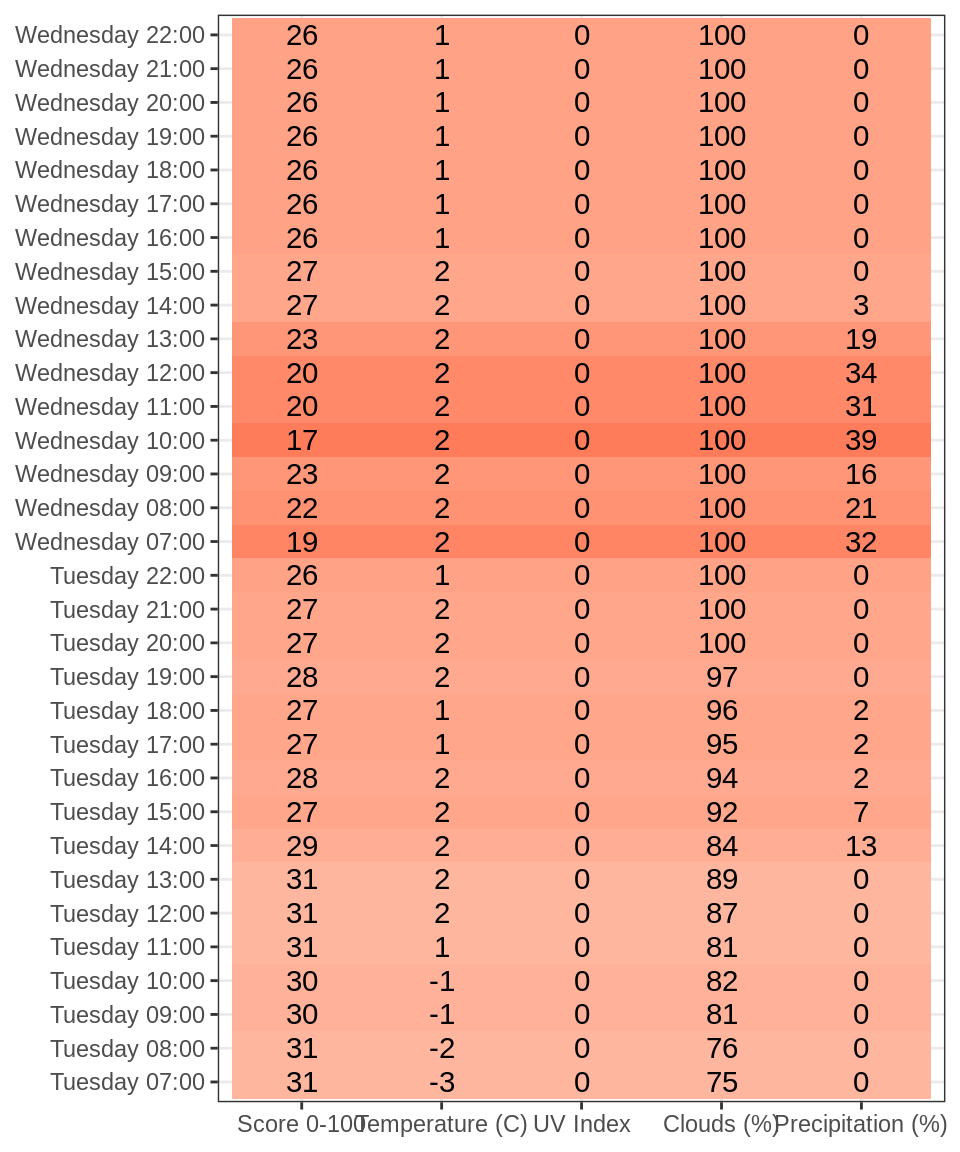 Wednesday 22:00 26 1 0 100 0
Wednesday 21:00 26 1 0 100 0
Wednesday 20:00 26 1 0 100 0
Wednesday 19:00 26 1 0 100 0
Wednesday 18:00 26 1 0 100 0
Wednesday 17:00 26 1 0 100 0
Wednesday 16:00 26 1 0 100 0
Wednesday 15:00 27 2 0 100 0
Wednesday 14:00 27 2 0 100 3
Wednesday 13:00 23 2 0 100 19
Wednesday 12:00 20 2 0 100 34
Wednesday 11:00 20 2 0 100 31
Wednesday 10:00 17 2 0 100 39
Wednesday 09:00 23 2 0 100 16
Wednesday 08:00 22 2 0 100 21
Wednesday 07:00 19 2 0 100 32
Tuesday 22:00 26 1 0 100 0
Tuesday 21:00 27 2 0 100 0
Tuesday 20:00 27 2 0 100 0
Tuesday 19:00 28 2 0 97 0
Tuesday 18:00 27 1 0 96 2
Tuesday 17:00 27 1 0 95 2
Tuesday 16:00 28 2 0 94 2
Tuesday 15:00 27 2 0 92 7
Tuesday 14:00 29 2 0 84 13
Tuesday 13:00 31 2 0 89 0
Tuesday 12:00 31 2 0 87 0
Tuesday 11:00 31 1 0 81 0
Tuesday 10:00 30 -1 0 82 0
Tuesday 09:00 30 -1 0 81 0
Tuesday 08:00 31 -2 0 76 0
Tuesday 07:00 31 -3 0 75 0
Score 0-100 Temperature (C) UV Index Clouds (%) Precipitation (%)